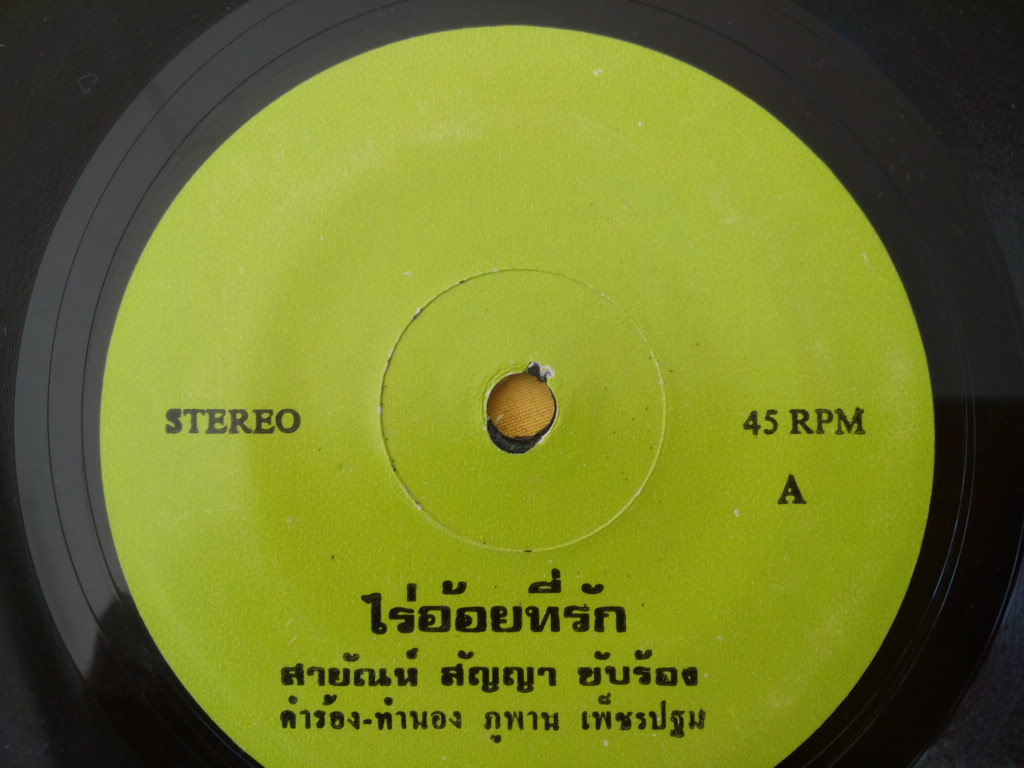 STEREO
45 RPM
A
ไร่อ้อยที่รัก
สายัณห์ สัญญา ขับร้อง
คำร้อง-ทำนอง ภูพาน เพ็ชรปฐม